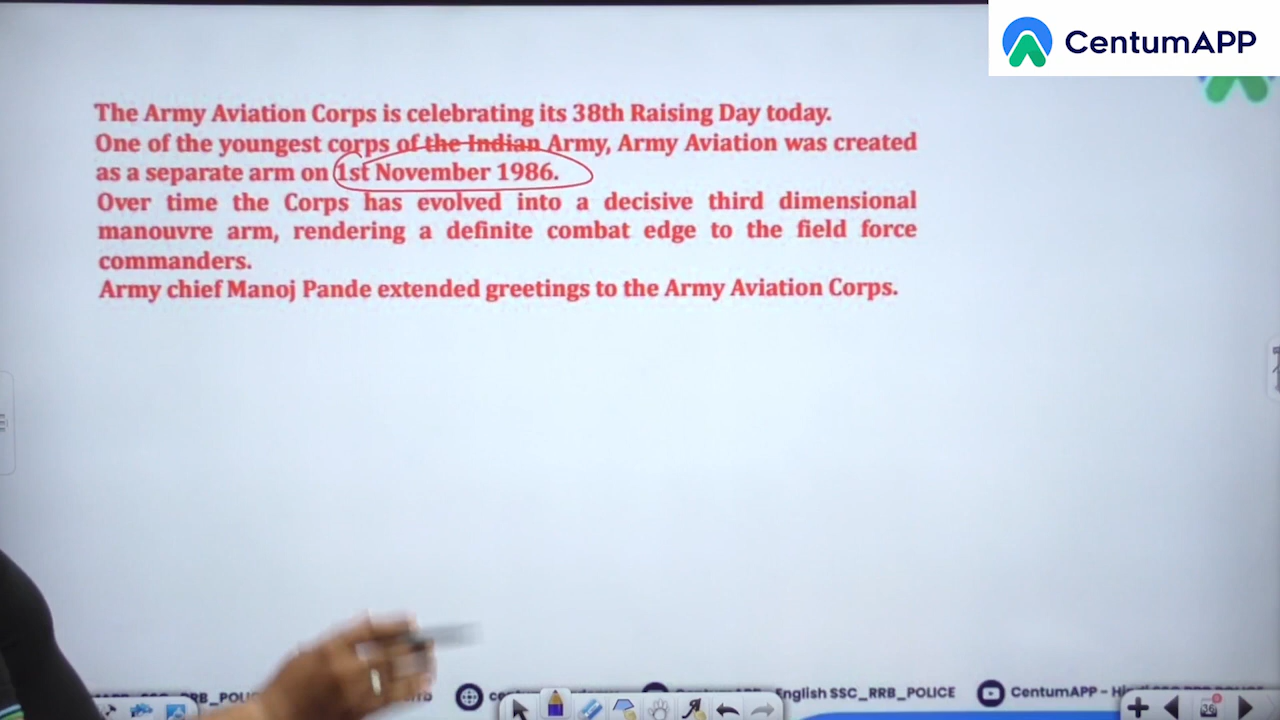 CentumAPP
The Army Aviation Corps is celebrating its 38th Raising Day today.
One of the youngest corps of the Indian Army, Army Aviation was created
as a separate arm on 1st November 1986.
Over time the Corps has evolved into a decisive third dimensional
manouvre arm, rendering a definite combat edge to the field force
commanders.
Army chief Manoj Pande extended greetings to the Army Aviation Corps.
English SSC_RRB_POLICE CentumAPP -
36